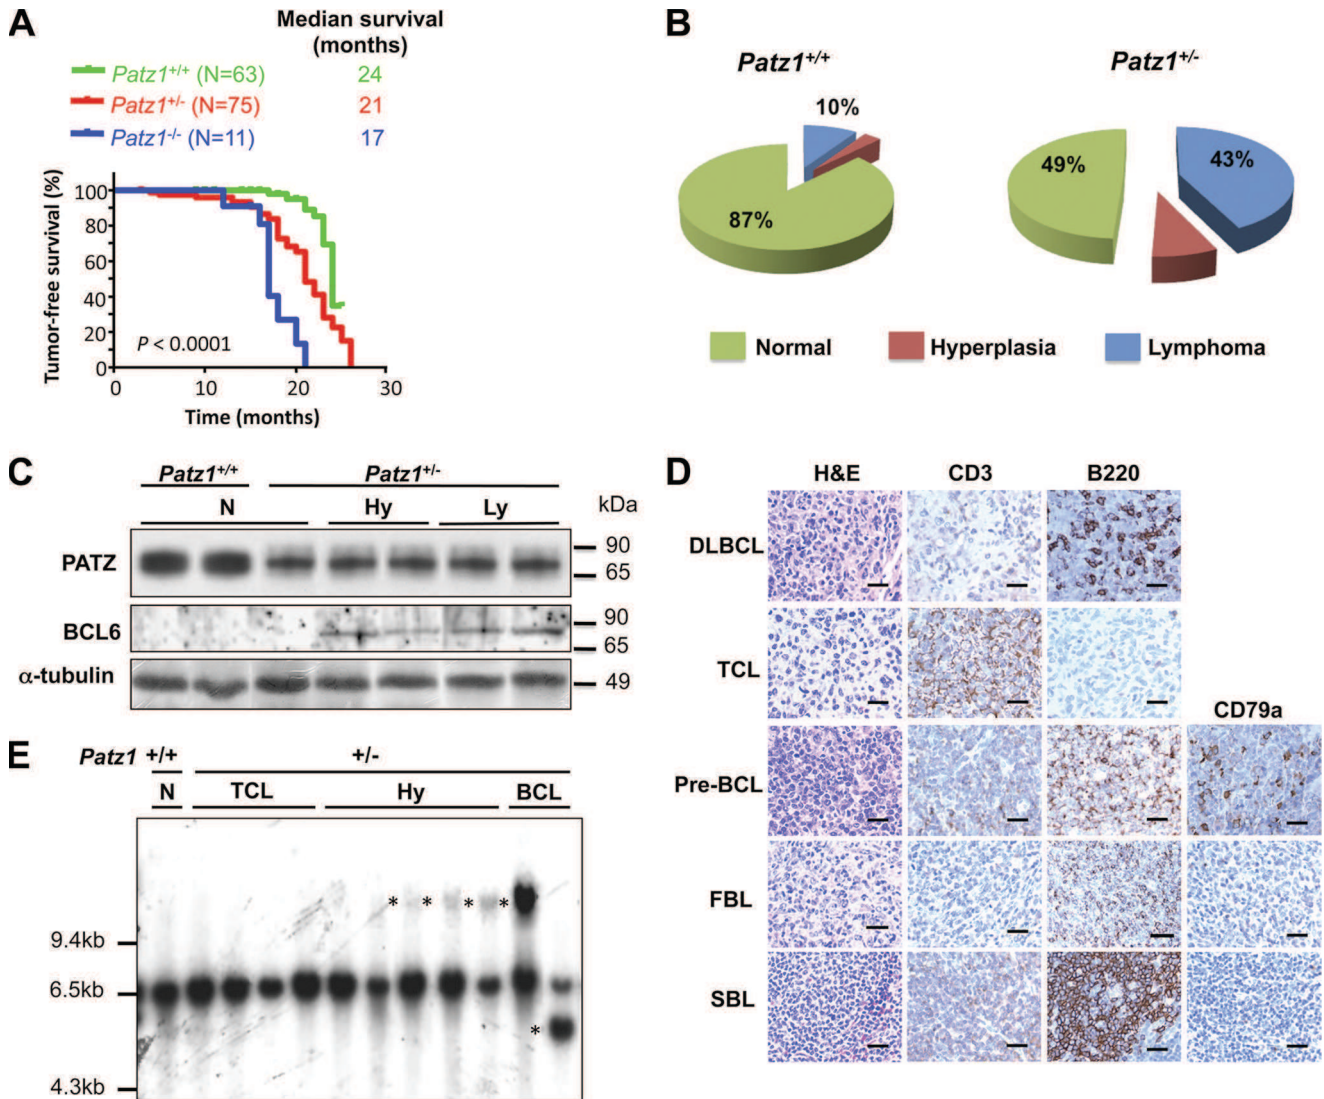 A
Median survival
(months)
Patz1+/+ (N=63) 24
Patz1+/- (N=75) 21
Patz1-/- (N=11) 17
Tumor-free survival (%)
100
80
60
40
20
0
P < 0.0001
0 10 20 30
Time (months)
B
Patz1+/+ Patz1+/-
10%
87%
49%
43%
Normal Hyperplasia Lymphoma
C
Patz1+/+ Patz1+/-
N Hy Ly kDa
PATZ
90
65
BCL6
90
65
α-tubulin
49
D
H&E CD3 B220
DLBCL
TCL
CD79a
Pre-BCL
FBL
SBL
E
Patz1 +/+ +/-
N TCL Hy BCL
* * * *
9.4kb
6.5kb
*
4.3kb